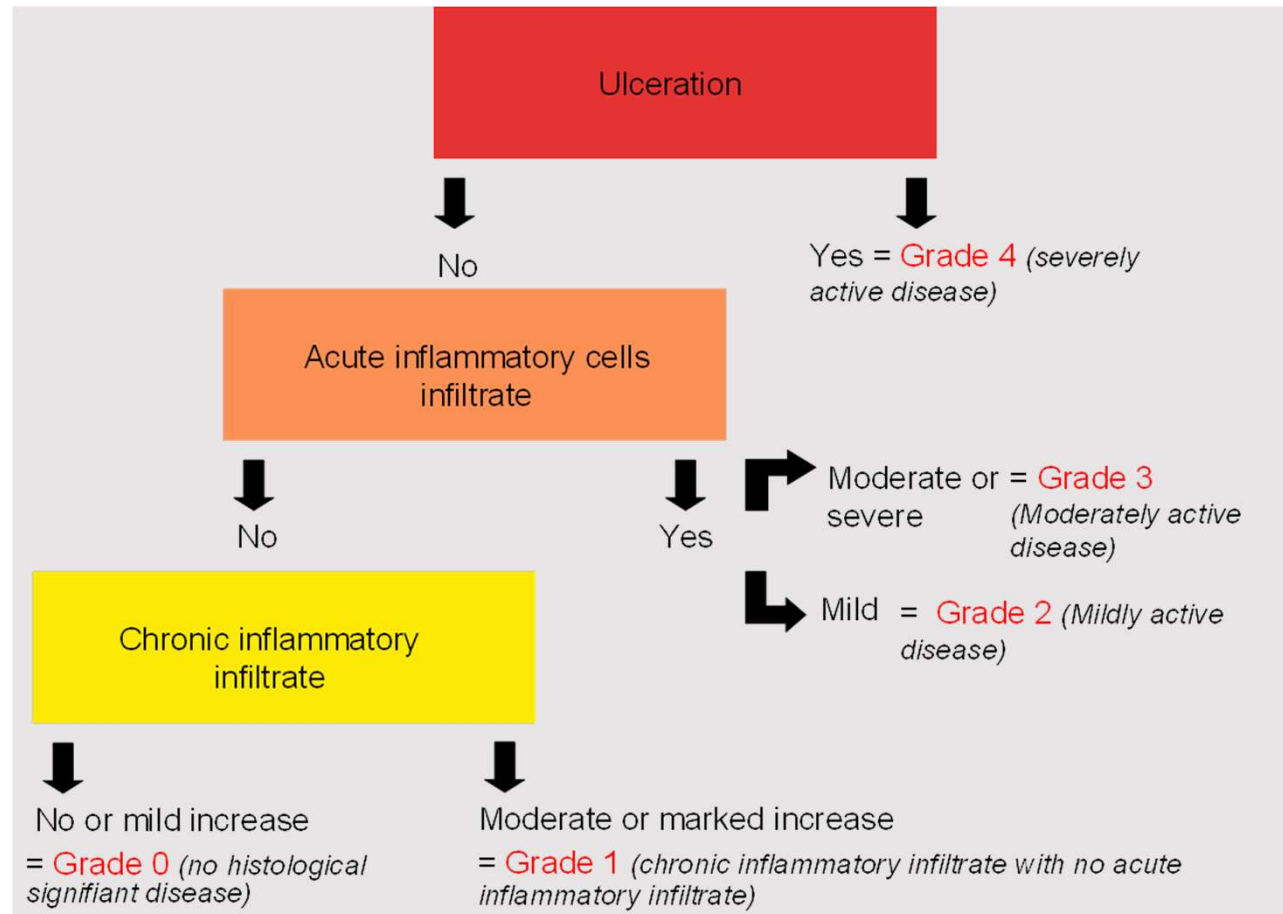 Ulceration
No
Yes = Grade 4 (severely
active disease)
Acute inflammatory cells
infiltrate
No
Yes
Moderate or = Grade 3
severe (Moderately active
disease)
Mild = Grade 2 (Mildly active
disease)
Chronic inflammatory
infiltrate
No or mild increase
= Grade 0 (no histological
signifiant disease)
Moderate or marked increase
= Grade 1 (chronic inflammatory infiltrate with no acute
inflammatory infiltrate)